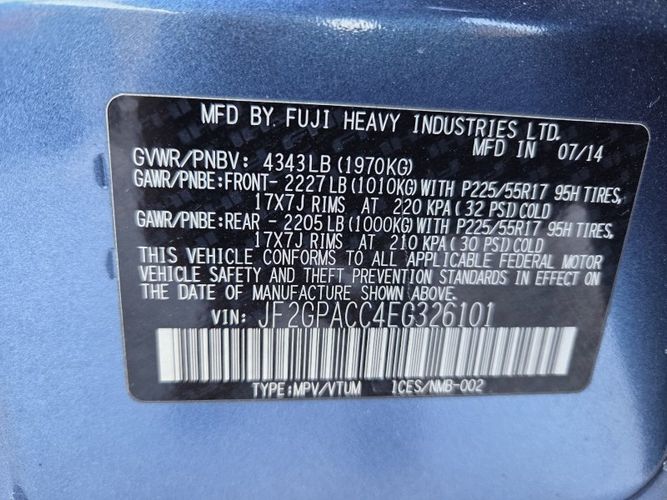 MFD BY FUJI HEAVY INDUSTRIES LTD.
MFD IN 07/14
GVWR/PNBV: 4343LB (1970KG)
GAWR/PNBE:FRONT- 2227LB (1010KG) WITH P225/55R17 95H TIRES,
17X7J RIMS AT 220 KPA (32 PSI) COLD
GAWR/PNBE:REAR - 2205LB (1000KG) WITH P225/55R17 95H TIRES,
17X7J RIMS AT 210 KPA (30 PSI) COLD
THIS VEHICLE CONFORMS TO ALL APPLICABLE FEDERAL MOTOR
VEHICLE SAFETY AND THEFT PREVENTION STANDARDS IN EFFECT ON
THE DATE OF MANUFACTURE SHOWN ABOVE.
VIN: JF2GPACC4EG326101
TYPE:MPV/VTUM ICES/NMB-002